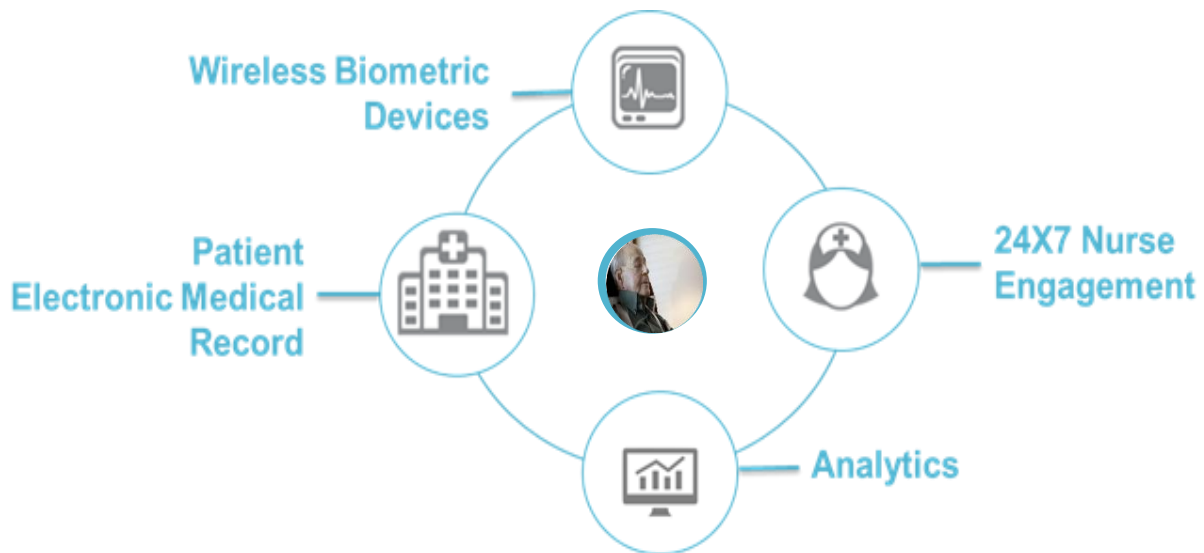 Wireless Biometric
Devices
24X7 Nurse
Engagement
Patient
Electronic Medical
Record
Analytics